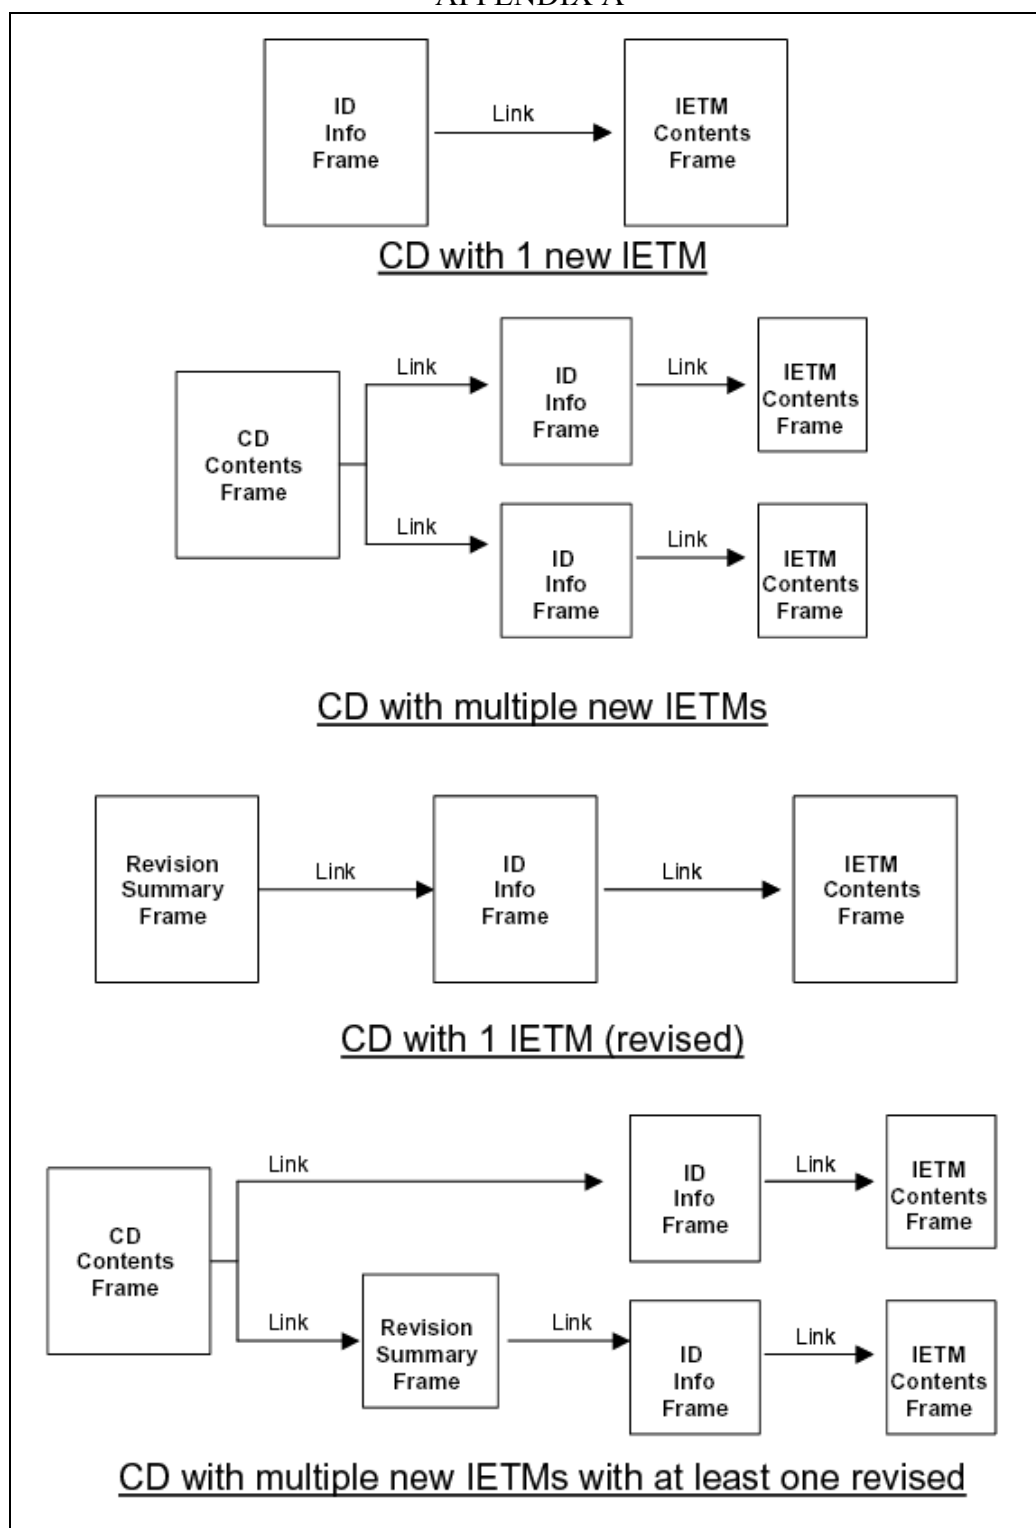 APPENDIX A
ID
Info
Frame
Link
IETM
Contents
Frame
CD with 1 new IETM
CD
Contents
Frame
Link
ID
Info
Frame
Link
IETM
Contents
Frame
Link
ID
Info
Frame
Link
IETM
Contents
Frame
CD with multiple new IETMs
Revision
Summary
Frame
Link
ID
Info
Frame
Link
IETM
Contents
Frame
CD with 1 IETM (revised)
CD
Contents
Frame
Link
ID
Info
Frame
Link
IETM
Contents
Frame
Link
Revision
Summary
Frame
Link
ID
Info
Frame
Link
IETM
Contents
Frame
CD with multiple new IETMs with at least one revised